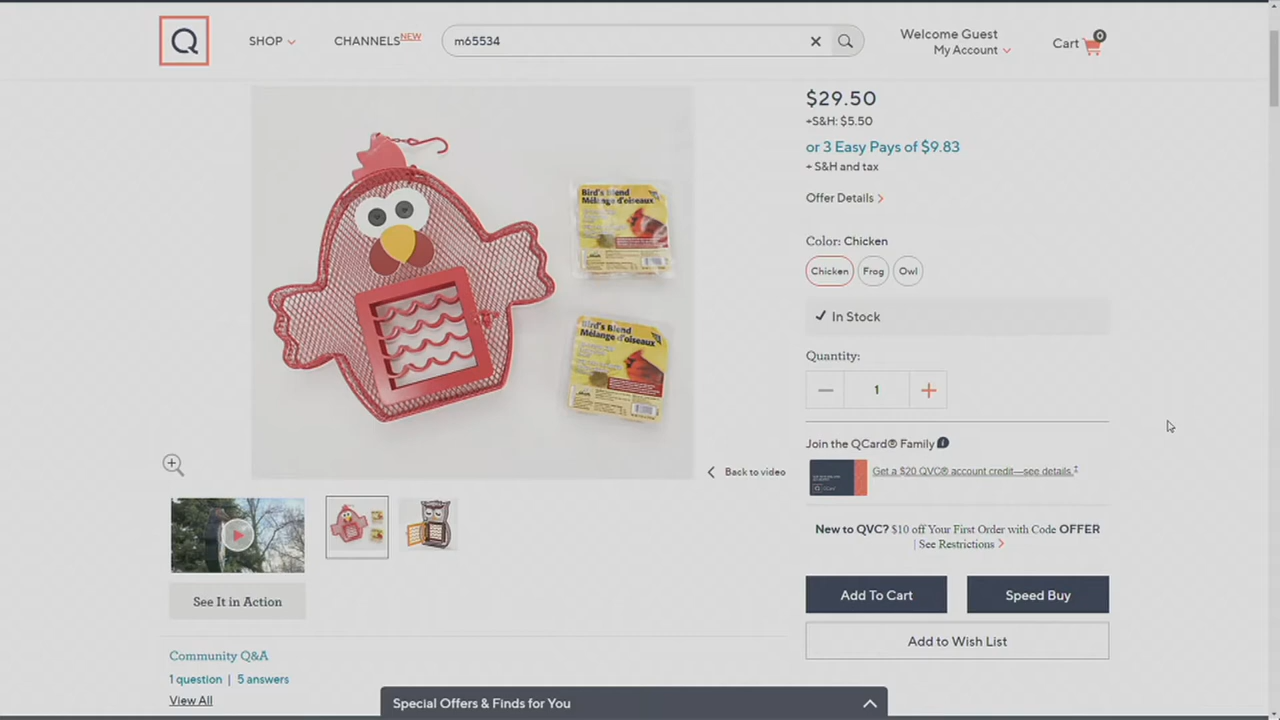 Q
SHOP
CHANNELS NEW
m65534
Welcome Guest
My Account
Cart
0
$29.50
+S&H: $5.50
or 3 Easy Pays of $9.83
+ S&H and tax
Offer Details
Color: Chicken
Chicken
Frog
Owl
In Stock
Quantity:
1
Bird's Blend
Mélange d'oiseaux
Bird's Blend
Mélange d'oiseaux
Back to video
Join the QCard® Family
Get a $20 QVC® account credit—see details.‡
New to QVC? $10 off Your First Order with Code OFFER
| See Restrictions
Add To Cart
Speed Buy
Add to Wish List
See It in Action
Community Q&A
1 question | 5 answers
View All
Special Offers & Finds for You